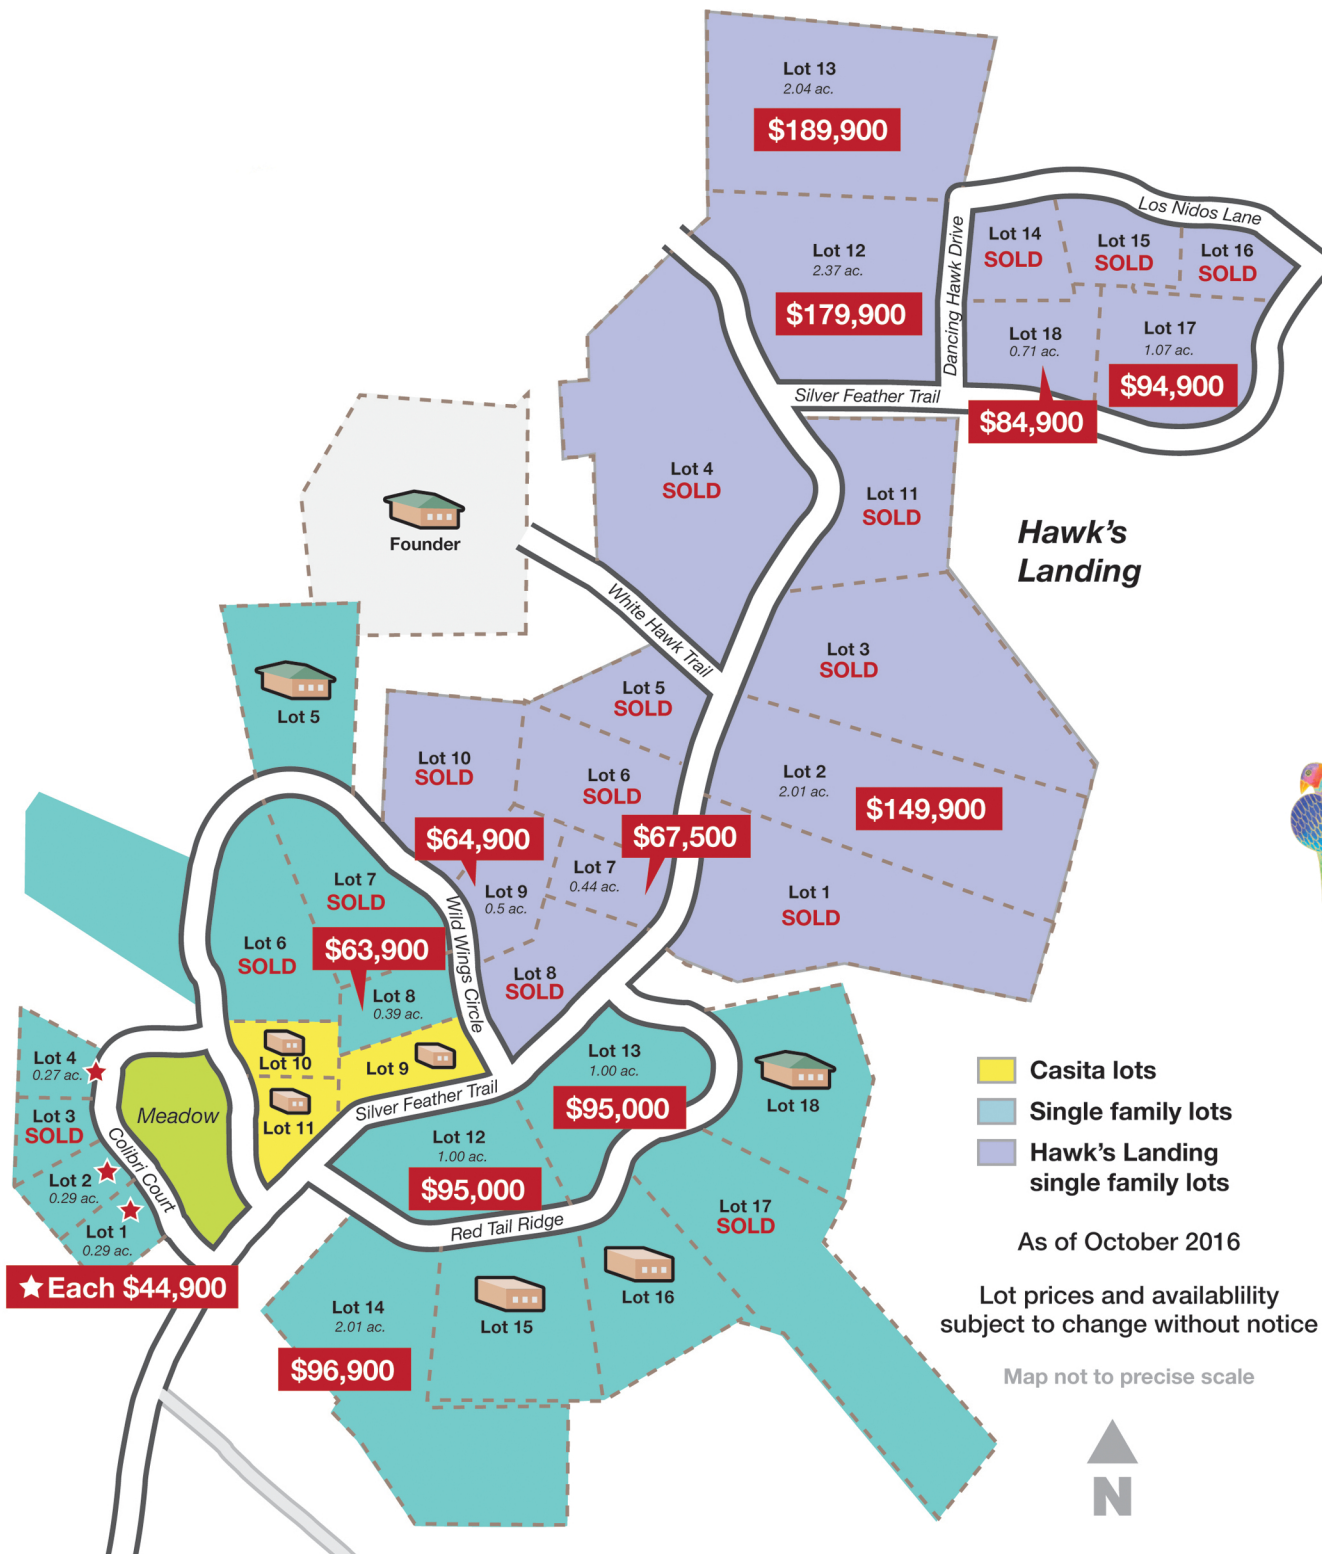 Lot 13
2.04 ac.
$189,900
Los Nidos Lane
Lot 12
2.37 ac.
$179,900
Dancing Hawk Drive
Lot 14
SOLD
Lot 15
SOLD
Lot 16
SOLD
Lot 18
0.71 ac.
$84,900
Lot 17
1.07 ac.
$94,900
Silver Feather Trail
Lot 4
SOLD
Lot 11
SOLD
Hawk's
Landing
Founder
White Hawk Trail
Lot 3
SOLD
Lot 5
Lot 5
SOLD
Lot 10
SOLD
Lot 6
SOLD
Lot 2
2.01 ac.
$149,900
$64,900
$67,500
Lot 7
SOLD
Lot 9
0.5 ac.
Lot 7
0.44 ac.
Lot 1
SOLD
Wild Wings Circle
Lot 6
SOLD
$63,900
Lot 8
0.39 ac.
Lot 8
SOLD
Lot 4
0.27 ac.
Lot 3
SOLD
Lot 2
0.29 ac.
Lot 1
0.29 ac.
Each $44,900
Colibri Court
Meadow
Lot 10
Lot 9
Lot 11
Silver Feather Trail
Lot 13
1.00 ac.
$95,000
Lot 12
1.00 ac.
$95,000
Lot 18
Red Tail Ridge
Lot 17
SOLD
Lot 16
Lot 15
Lot 14
2.01 ac.
$96,900
Casita lots
Single family lots
Hawk's Landing
single family lots
As of October 2016
Lot prices and availablility
subject to change without notice
Map not to precise scale
N